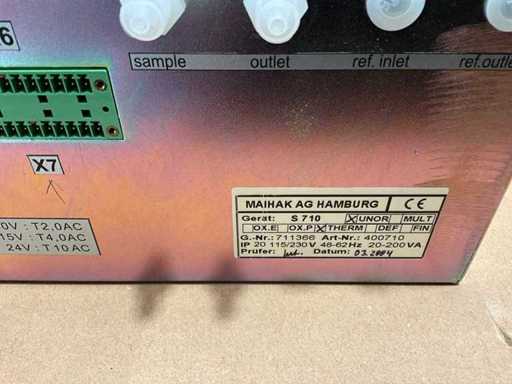 6
sample outlet ref. inlet ref.outle
X7
0V : T2,0AC
15V : T4,0AC
24V : T10AC
MAIHAK AG HAMBURG CE
Gerät: S 710 X UNOR MULT
OX.E OX.P X THERM DEF FIN
G.-Nr.: 711366 Art-Nr.: 400710
IP 20 115/230V 48-62Hz 20-200VA
Prüfer: Datum: 03.2004